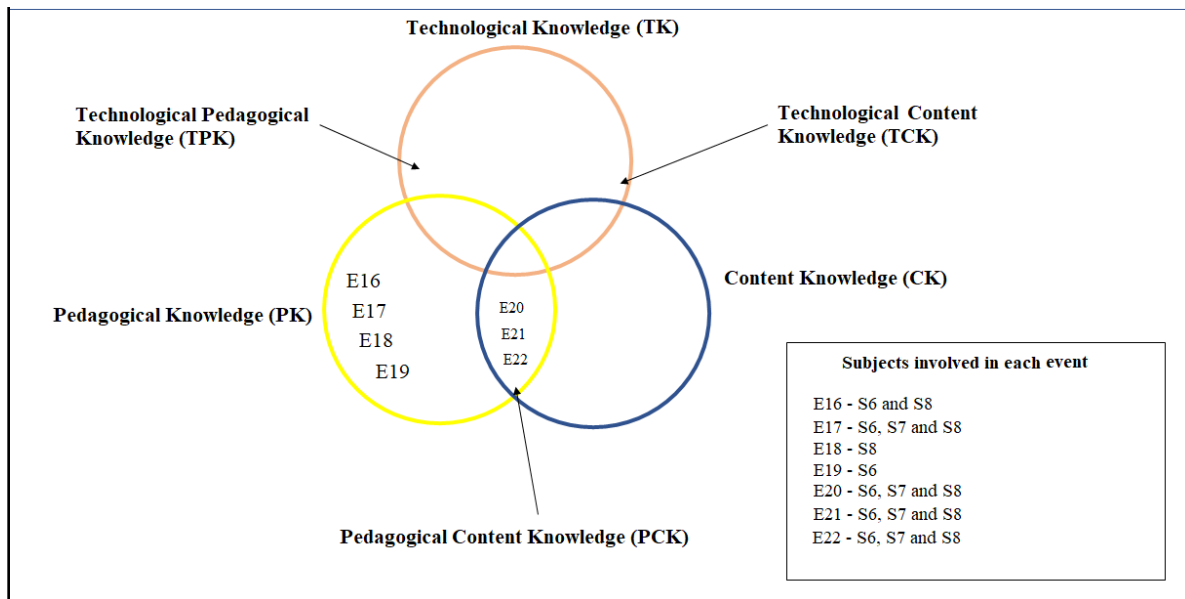 Technological Knowledge (TK)
Technological Pedagogical
Knowledge (TPK)
Technological Content
Knowledge (TCK)
Pedagogical Knowledge (PK)
E16
E17
E18
E19
E20
E21
E22
Content Knowledge (CK)
Pedagogical Content Knowledge (PCK)
Subjects involved in each event
E16 - S6 and S8
E17 - S6, S7 and S8
E18 - S8
E19 - S6
E20 - S6, S7 and S8
E21 - S6, S7 and S8
E22 - S6, S7 and S8